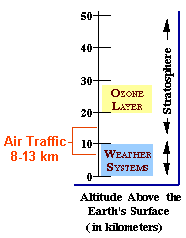 50
40
30
20
10
0
OZONE
LAYER
Stratosphere
Air Traffic
8-13 km
WEATHER
SYSTEMS
Altitude Above the
Earth's Surface
(in kilometers)